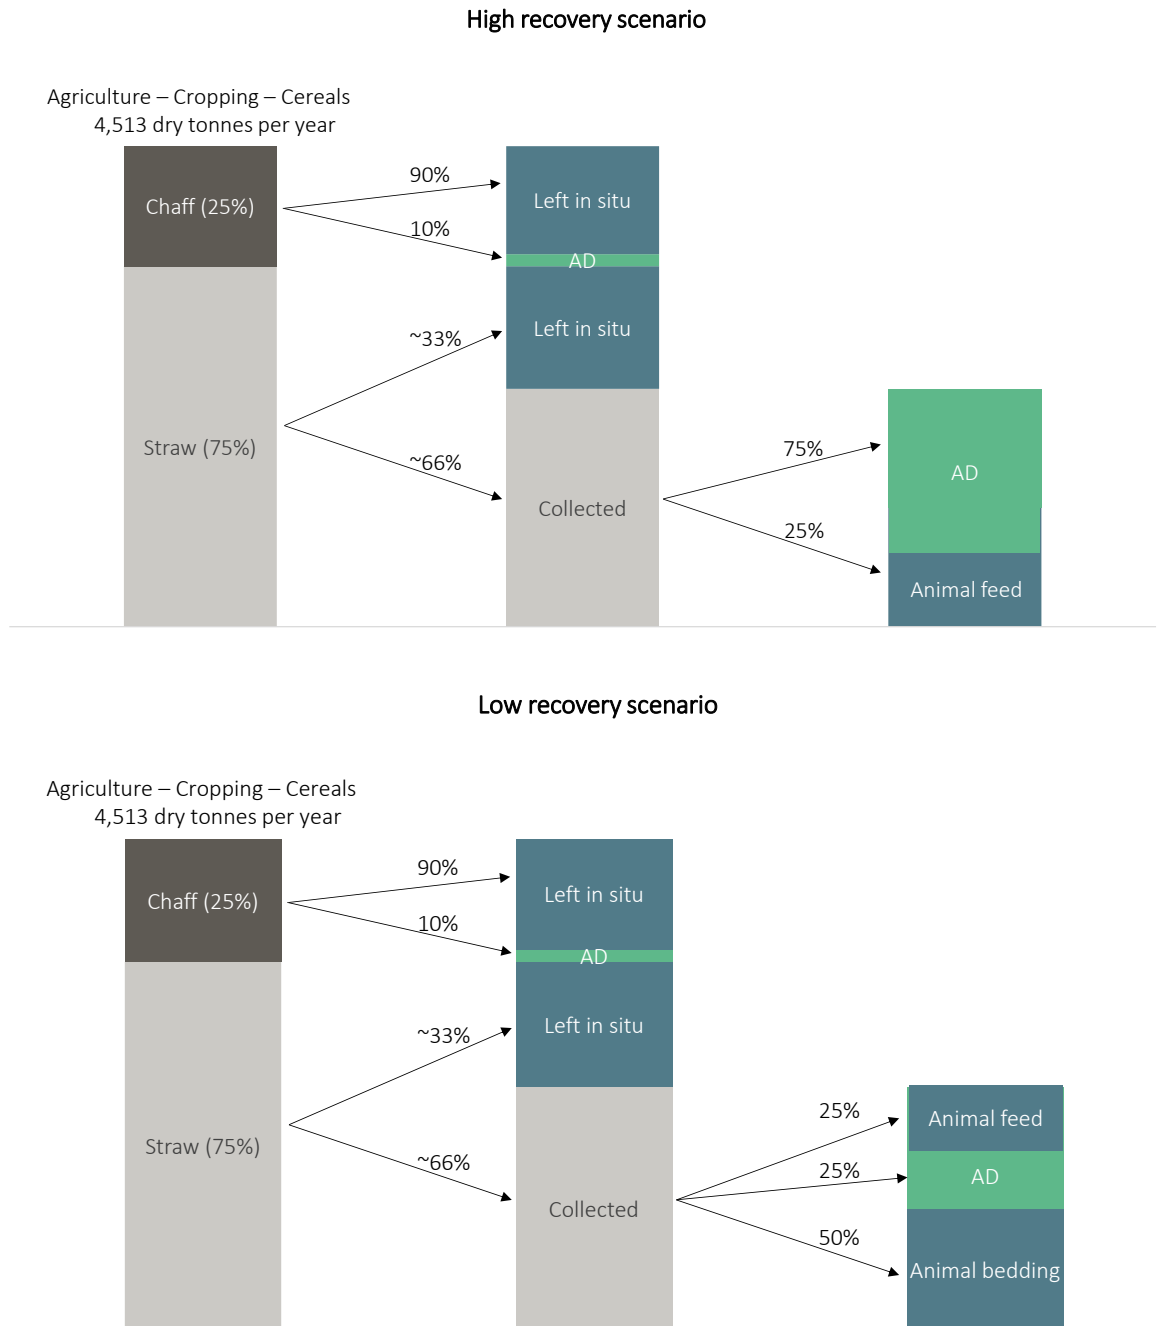 High recovery scenario
Agriculture – Cropping – Cereals
4,513 dry tonnes per year
Chaff (25%)
90%
10%
Left in situ
AD
Left in situ
~33%
Straw (75%)
~66%
Collected
75%
25%
AD
Animal feed
Low recovery scenario
Agriculture – Cropping – Cereals
4,513 dry tonnes per year
Chaff (25%)
90%
10%
Left in situ
AD
Left in situ
~33%
Straw (75%)
~66%
Collected
25%
25%
50%
Animal feed
AD
Animal bedding